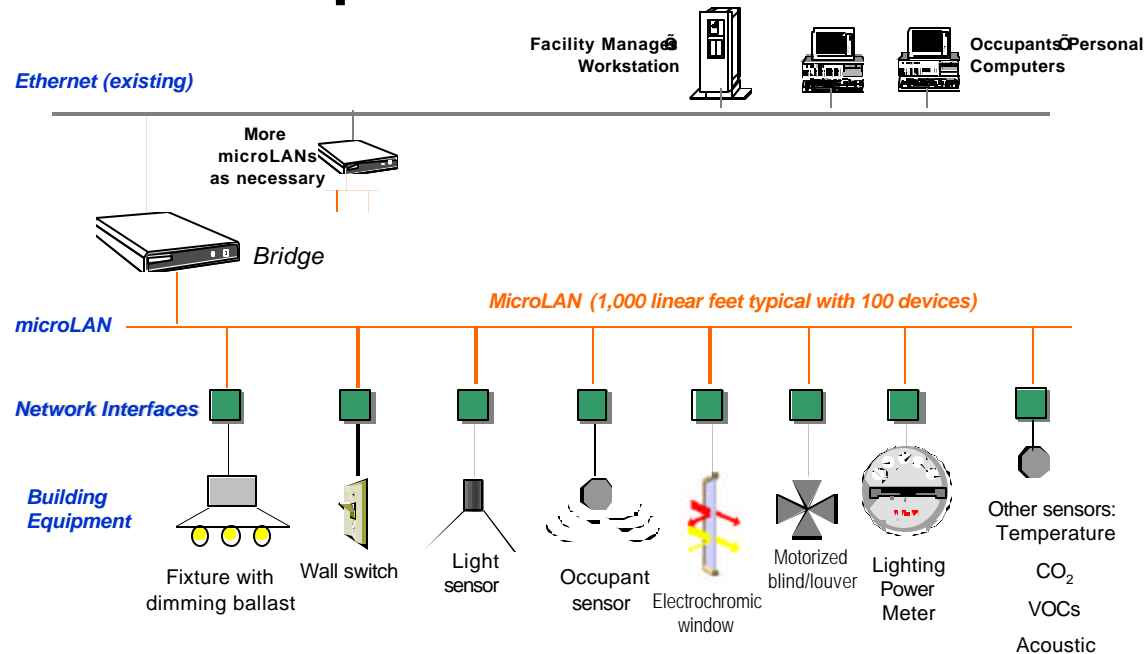 Facility ManagerÕs
Workstation
OccupantsÕ Personal
Computers
Ethernet (existing)
More
microLANs
as necessary
Bridge
MicroLAN (1,000 linear feet typical with 100 devices)
microLAN
Network Interfaces
Building
Equipment
Fixture with
dimming ballast
Wall switch
Light
sensor
Occupant
sensor
Electrochromic
window
Motorized
blind/louver
Lighting
Power
Meter
Other sensors:
Temperature
CO₂
VOCs
Acoustic